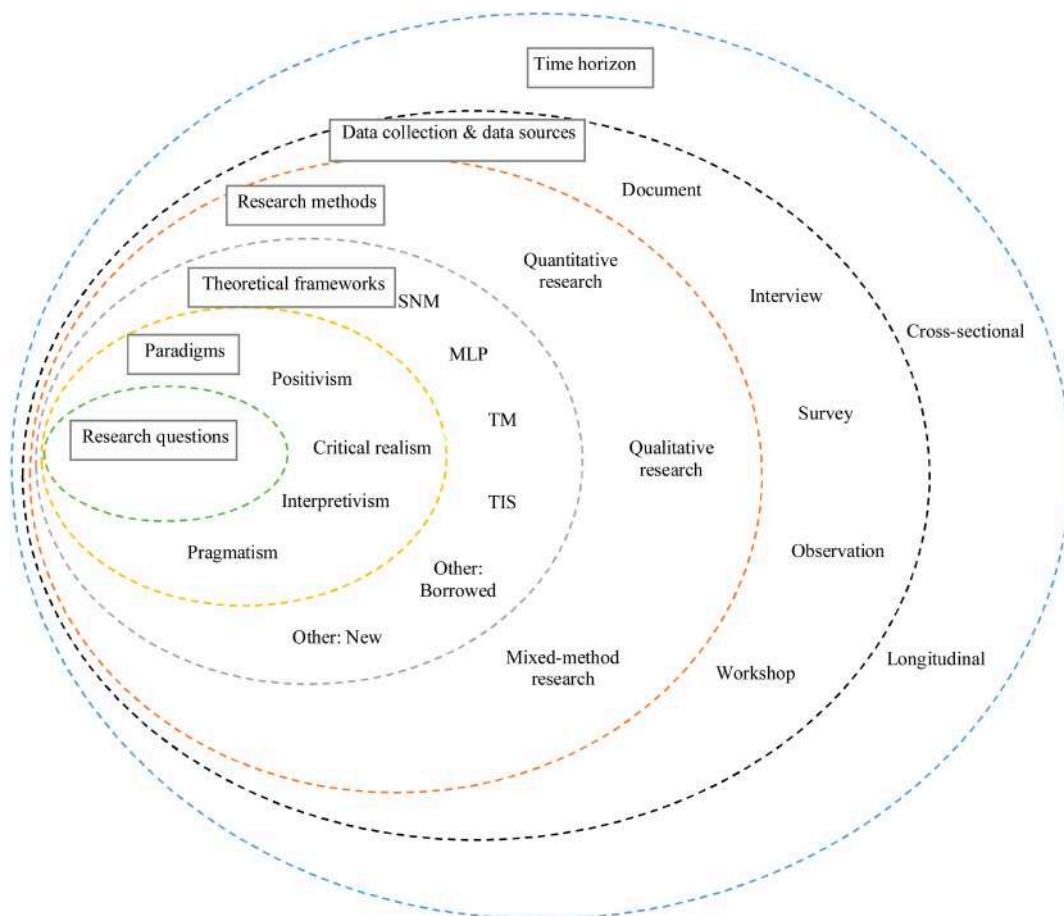 Time horizon
Data collection & data sources
Document
Research methods
Quantitative
research
Theoretical frameworks
SNM
Interview
Cross-sectional
Paradigms
MLP
Positivism
TM
Survey
Research questions
Critical realism
Qualitative
research
Interpretivism
TIS
Pragmatism
Observation
Other:
Borrowed
Other: New
Mixed-method
research
Workshop
Longitudinal